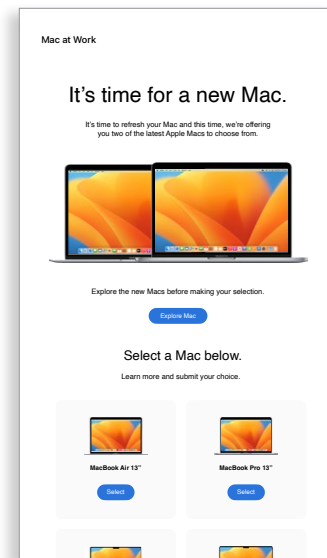 Mac at Work
It’s time for a new Mac.
It’s time to refresh your Mac and this time, we’re offering
you two of the latest Apple Macs to choose from.
Explore the new Macs before making your selection.
Explore Mac
Select a Mac below.
Learn more and submit your choice.
MacBook Air 13”
MacBook Pro 13”
Select
Select